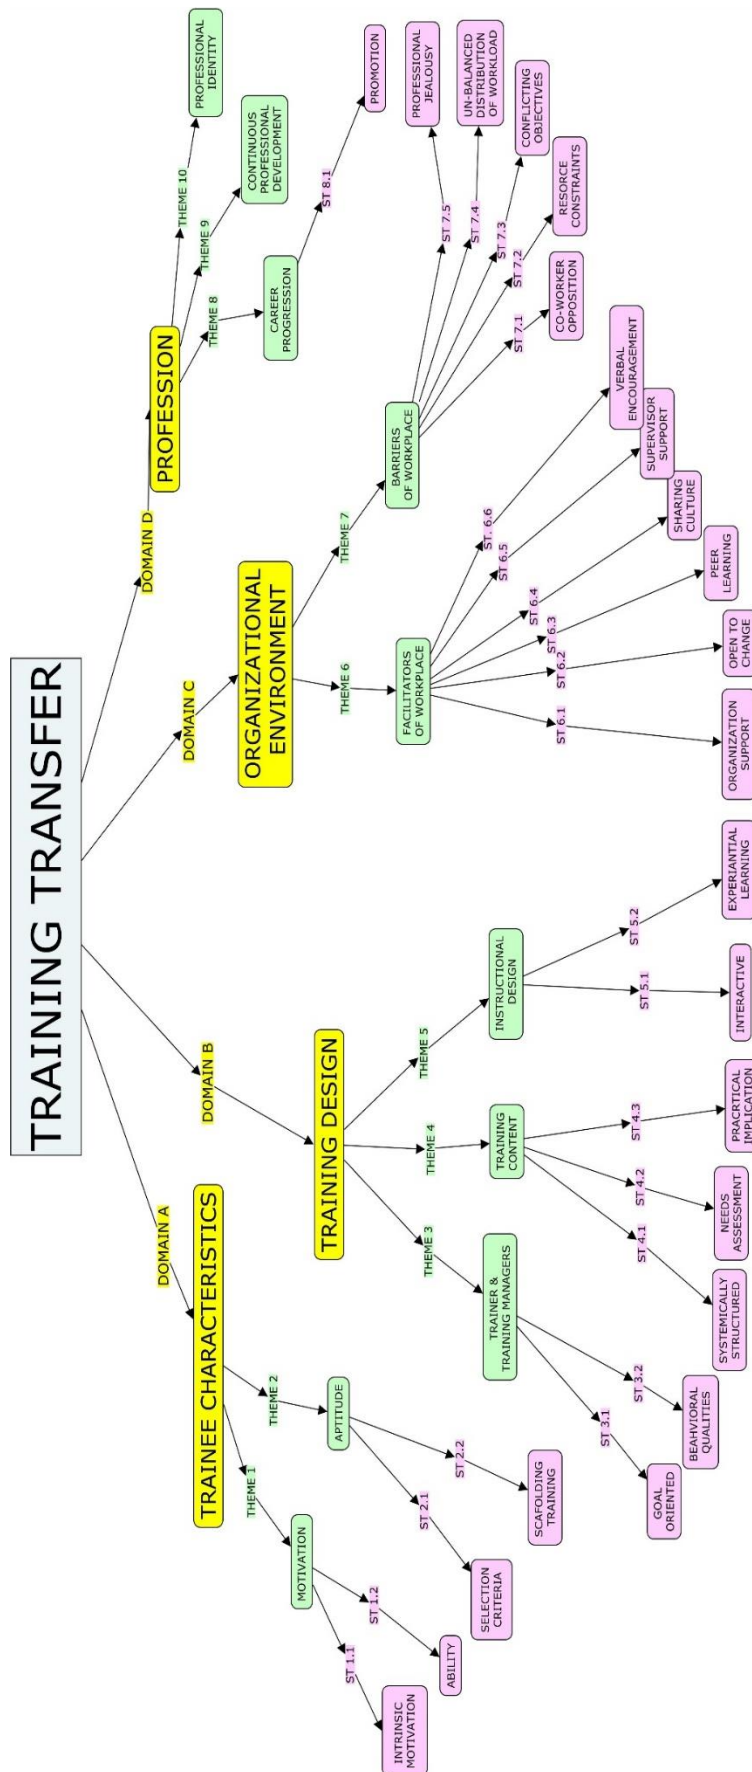 TRAINING TRANSFER
DOMAIN A
DOMAIN B
DOMAIN C
DOMAIN D
TRAINEE CHARACTERISTICS
THEME 1
THEME 2
MOTIVATION
ST 1.1
ST 1.2
INTRINSIC
MOTIVATION
ABILITY
APTITUDE
ST 2.1
ST 2.2
SELECTION
CRITERIA
SCAFOLDING
TRAINING
TRAINING DESIGN
THEME 3
THEME 4
THEME 5
TRAINER &
TRAINING MANAGERS
ST 3.1
ST 3.2
GOAL
ORIENTED
BEAHVIORAL
QUALITIES
TRAINING
CONTENT
ST 4.1
ST 4.2
ST 4.3
SYSTEMICALLY
STRUCTURED
NEEDS
ASSESSMENT
PRACRTICAL
IMPLICATION
INSTRUCTIONAL
DESIGN
ST 5.1
ST 5.2
INTERACTIVE
EXPERIANTIAL
LEARNING
ORGANIZATIONAL
ENVIRONMENT
THEME 6
THEME 7
FACILITATORS
OF WORKPLACE
ST 6.1
ST 6.2
ST 6.3
ST 6.4
ST 6.5
ST. 6.6
ORGANIZATION
SUPPORT
OPEN TO
CHANGE
PEER
LEARNING
SHARING
CULTURE
SUPERVISOR
SUPPORT
VERBAL
ENCOURAGEMENT
BARRIERS
OF WORKPLACE
ST 7.1
ST 7.2
ST 7.3
ST 7.4
ST 7.5
CO-WORKER
OPPOSITION
RESORCE
CONSTRAINTS
CONFLICTING
OBJECTIVES
UN-BALANCED
DISTRIBUTION
OF WORKLOAD
PROFESSIONAL
JEALOUSY
PROFESSION
THEME 8
THEME 9
THEME 10
CAREER
PROGRESSION
ST 8.1
PROMOTION
CONTINUOUS
PROFESSIONAL
DEVELOPMENT
PROFESSIONAL
IDENTITY